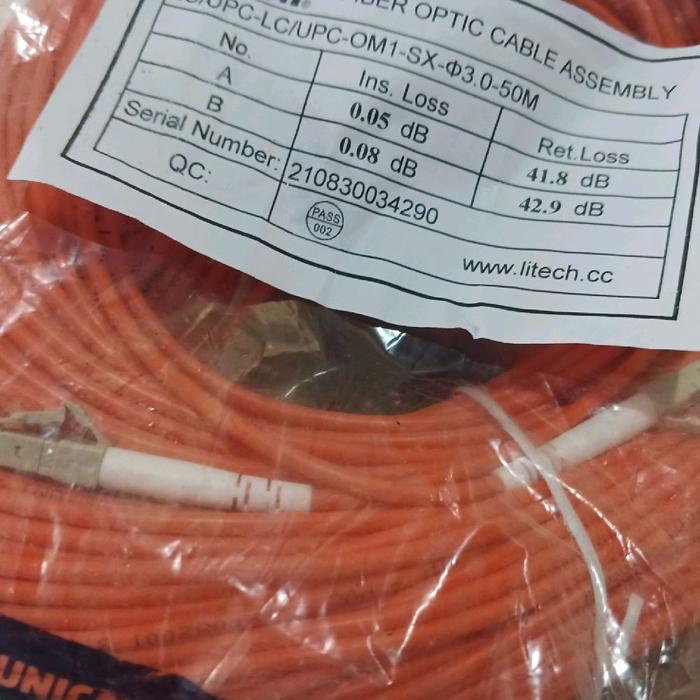 OPTIC CABLE ASSEMBLY
/UPC-LC/UPC-OM1-SX-Φ3.0-50M
No. Ins. Loss Ret.Loss
A 0.05 dB 41.8 dB
B 0.08 dB 42.9 dB
Serial Number: 210830034290
QC: PASS 002
www.litech.cc